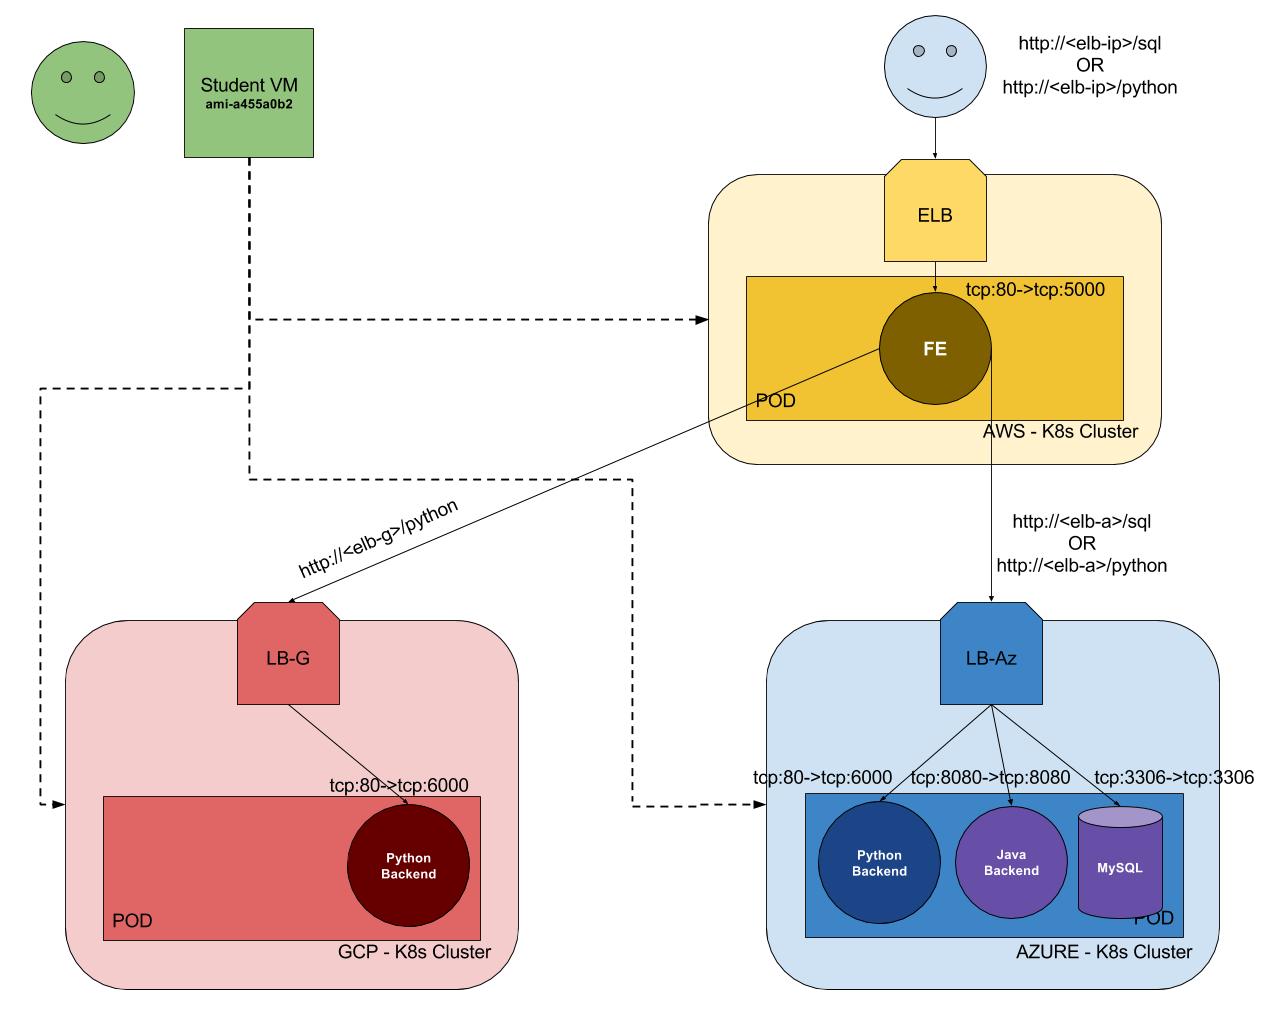 Student VM
ami-a455a0b2
http://<elb-ip>/sql
OR
http://<elb-ip>/python
ELB
tcp:80->tcp:5000
FE
POD
AWS - K8s Cluster
http://<elb-g>/python
http://<elb-a>/sql
OR
http://<elb-a>/python
LB-G
tcp:80->tcp:6000
Python
Backend
POD
GCP - K8s Cluster
LB-Az
tcp:80->tcp:6000
tcp:8080->tcp:8080
tcp:3306->tcp:3306
Python
Backend
Java
Backend
MySQL
POD
AZURE - K8s Cluster